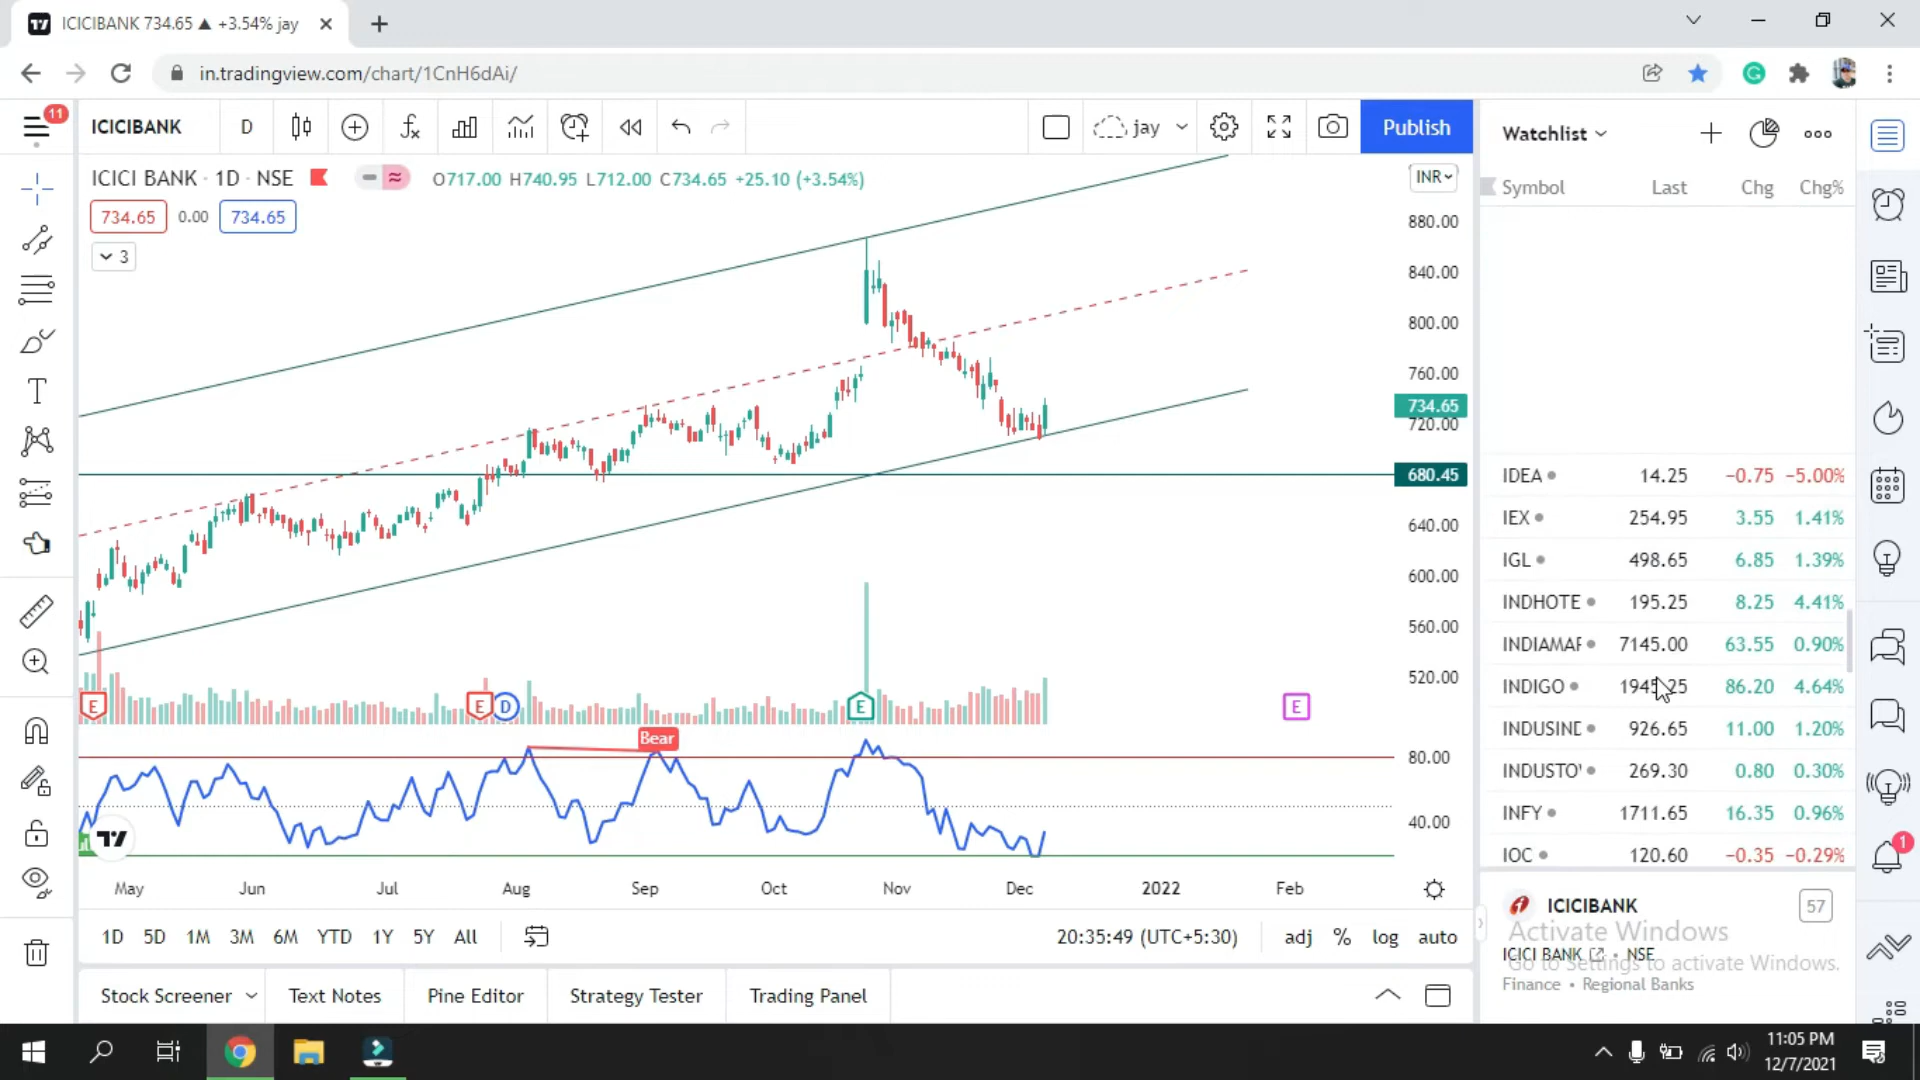 ICICIBANK 734.65 ▲ +3.54% jay
in.tradingview.com/chart/1CnH6dAi/
11
ICICIBANK
D
jay
Publish
Watchlist
ICICI BANK · 1D · NSE
O717.00 H740.95 L712.00 C734.65 +25.10 (+3.54%)
INR
Symbol Last Chg Chg%
734.65 0.00 734.65
3
880.00
840.00
800.00
760.00
734.65
720.00
680.45
640.00
600.00
560.00
520.00
80.00
40.00
E
E
D
E
E
Bear
IDEA 14.25 −0.75 −5.00%
IEX 254.95 3.55 1.41%
IGL 498.65 6.85 1.39%
INDHOTE 195.25 8.25 4.41%
INDIAMAR 7145.00 63.55 0.90%
INDIGO 86.20 4.64%
INDUSIND 926.65 11.00 1.20%
INDUSTO 269.30 0.80 0.30%
INFY 1711.65 16.35 0.96%
IOC 120.60 −0.35 −0.29%
1
May Jun Jul Aug Sep Oct Nov Dec 2022 Feb
1D 5D 1M 3M 6M YTD 1Y 5Y All
20:35:49 (UTC+5:30)
adj % log auto
ICICIBANK
57
Activate Windows
ICICI BANK · NSE
Go to Settings to activate Windows.
Finance • Regional Banks
Stock Screener Text Notes Pine Editor Strategy Tester Trading Panel
11:05 PM
12/7/2021